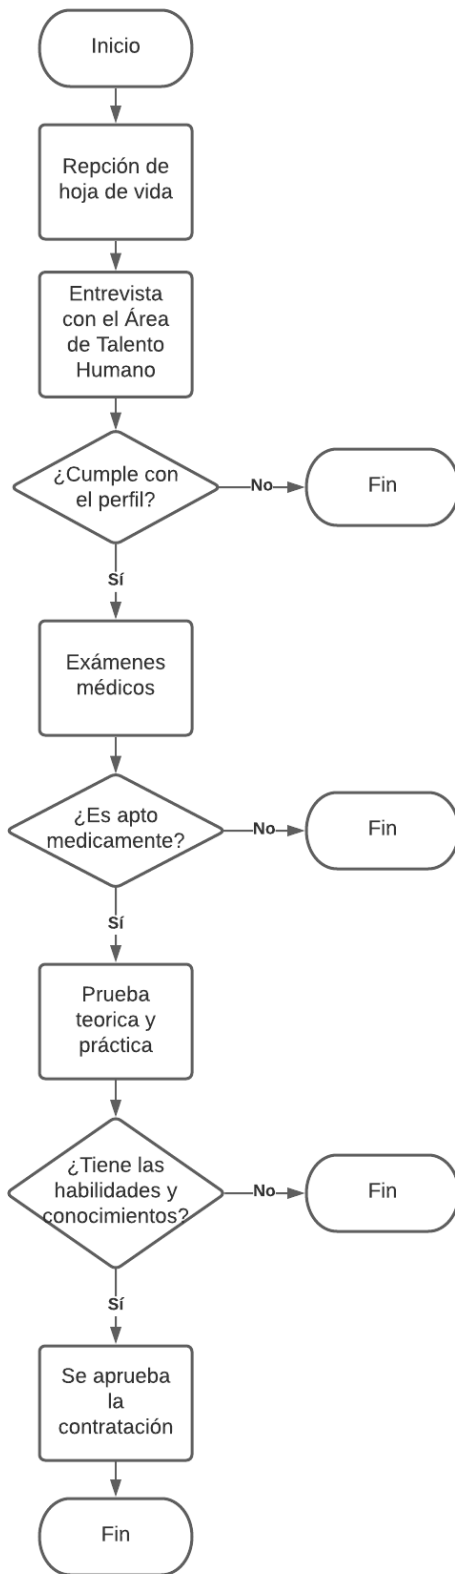 Inicio
Repción de
hoja de vida
Entrevista
con el Área
de Talento
Humano
¿Cumple con
el perfil?
No
Fin
Sí
Exámenes
médicos
¿Es apto
medicamente?
No
Fin
Sí
Prueba
teorica y
práctica
¿Tiene las
habilidades y
conocimientos?
No
Fin
Sí
Se aprueba
la
contratación
Fin